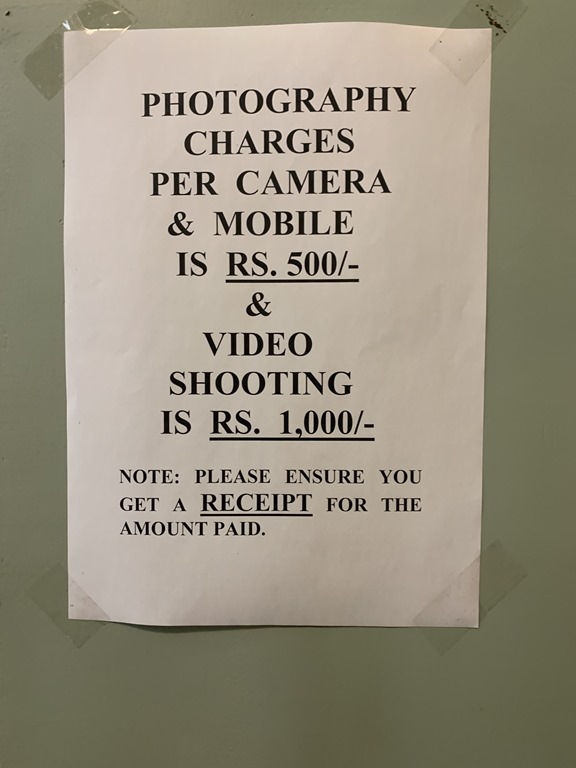 PHOTOGRAPHY
CHARGES
PER CAMERA
& MOBILE
IS RS. 500/-
&
VIDEO
SHOOTING
IS RS. 1,000/-
NOTE: PLEASE ENSURE YOU
GET A RECEIPT FOR THE
AMOUNT PAID.